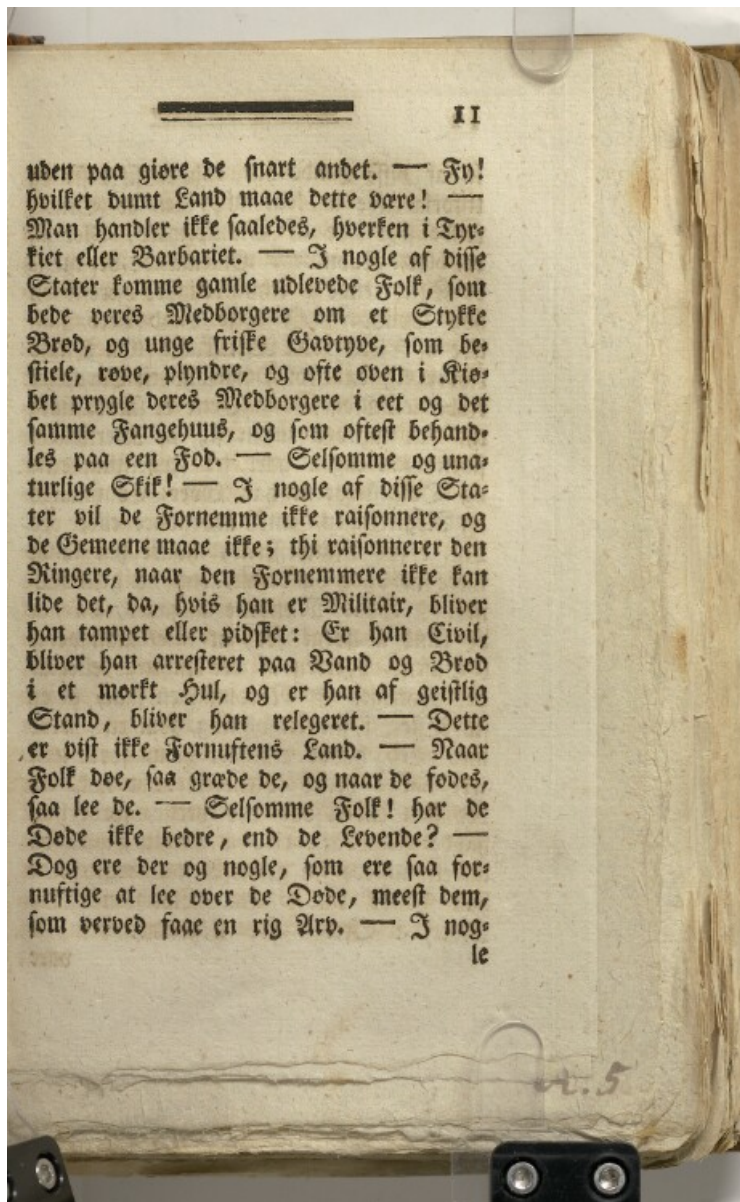 11
uden paa giøre de snart andet. — Fy!
hvilket dumt Land maae dette være! —
Man handler ikke saaledes, hverken i Tyr-
kiet eller Barbariet. — I nogle af disse
Stater komme gamle udlevede Folk, som
bede veres Medborgere om et Stykke
Brød, og unge friske Gavtyve, som be-
stiele, røve, plyndre, og ofte oven i Kiø-
bet prygle deres Medborgere i eet og det
samme Fangehuus, og som oftest behand-
les paa een Fod. — Selsomme og una-
turlige Skik! — I nogle af disse Sta-
ter vil de Fornemme ikke raisonnere, og
de Gemeene maae ikke; thi raisonnerer den
Ringere, naar den Fornemmere ikke kan
lide det, da, hvis han er Militair, bliver
han tampet eller pidsket: Er han Civil,
bliver han arresteret paa Vand og Brød
i et mørkt Hul, og er han af geistlig
Stand, bliver han relegeret. — Dette
er vist ikke Fornuftens Land. — Naar
Folk døe, saa græde de, og naar de fødes,
saa lee de. — Selsomme Folk! har de
Døde ikke bedre, end de Levende? —
Dog ere der og nogle, som ere saa for-
nuftige at lee over de Døde, meest dem,
som verved faae en rig Arv. — I nog-
le
5